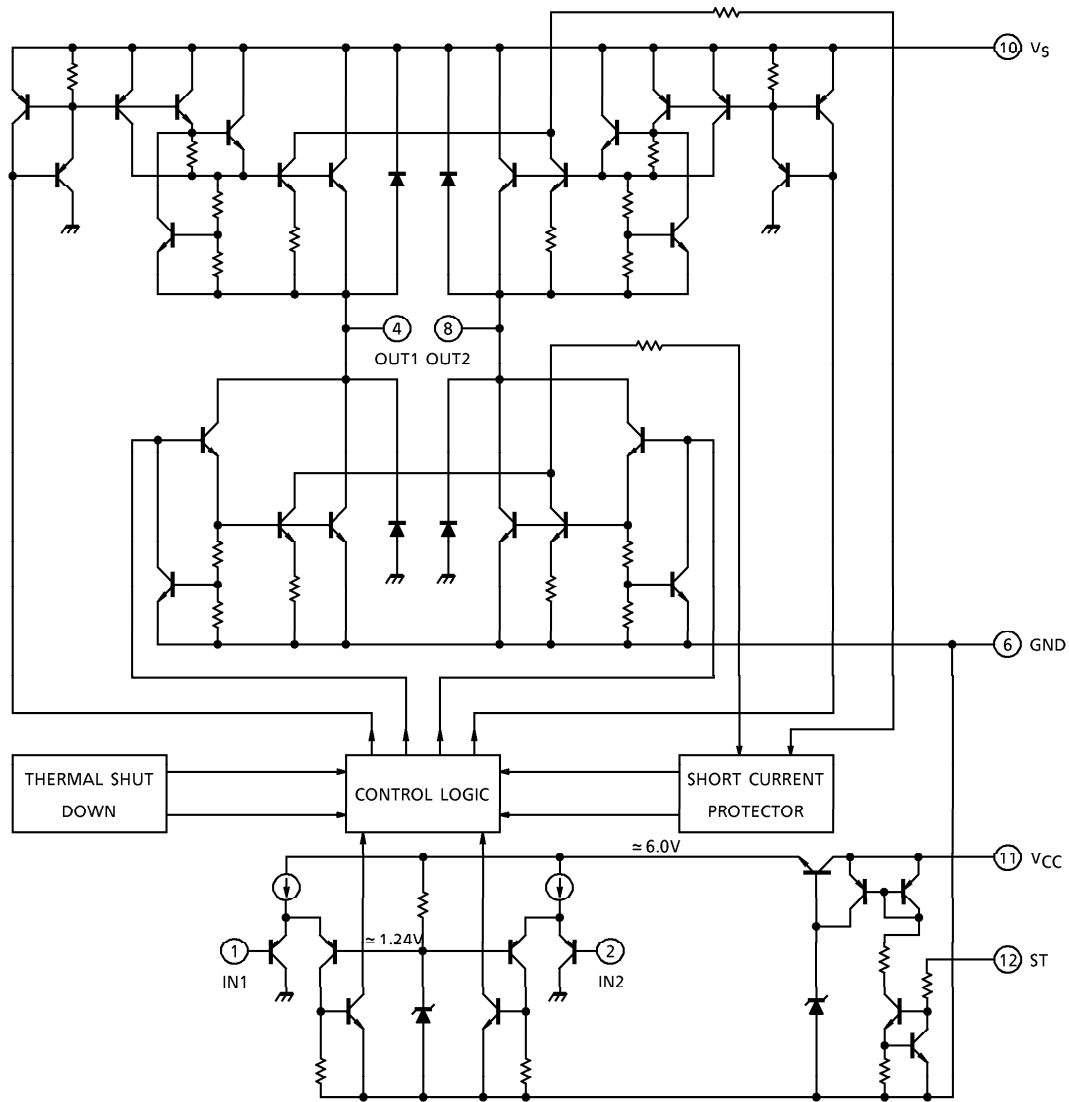 10 VS
4 8
OUT1 OUT2
6 GND
THERMAL SHUT
DOWN
CONTROL LOGIC
SHORT CURRENT
PROTECTOR
≃6.0V
11 VCC
1
IN1
≃1.24V
2
IN2
12 ST